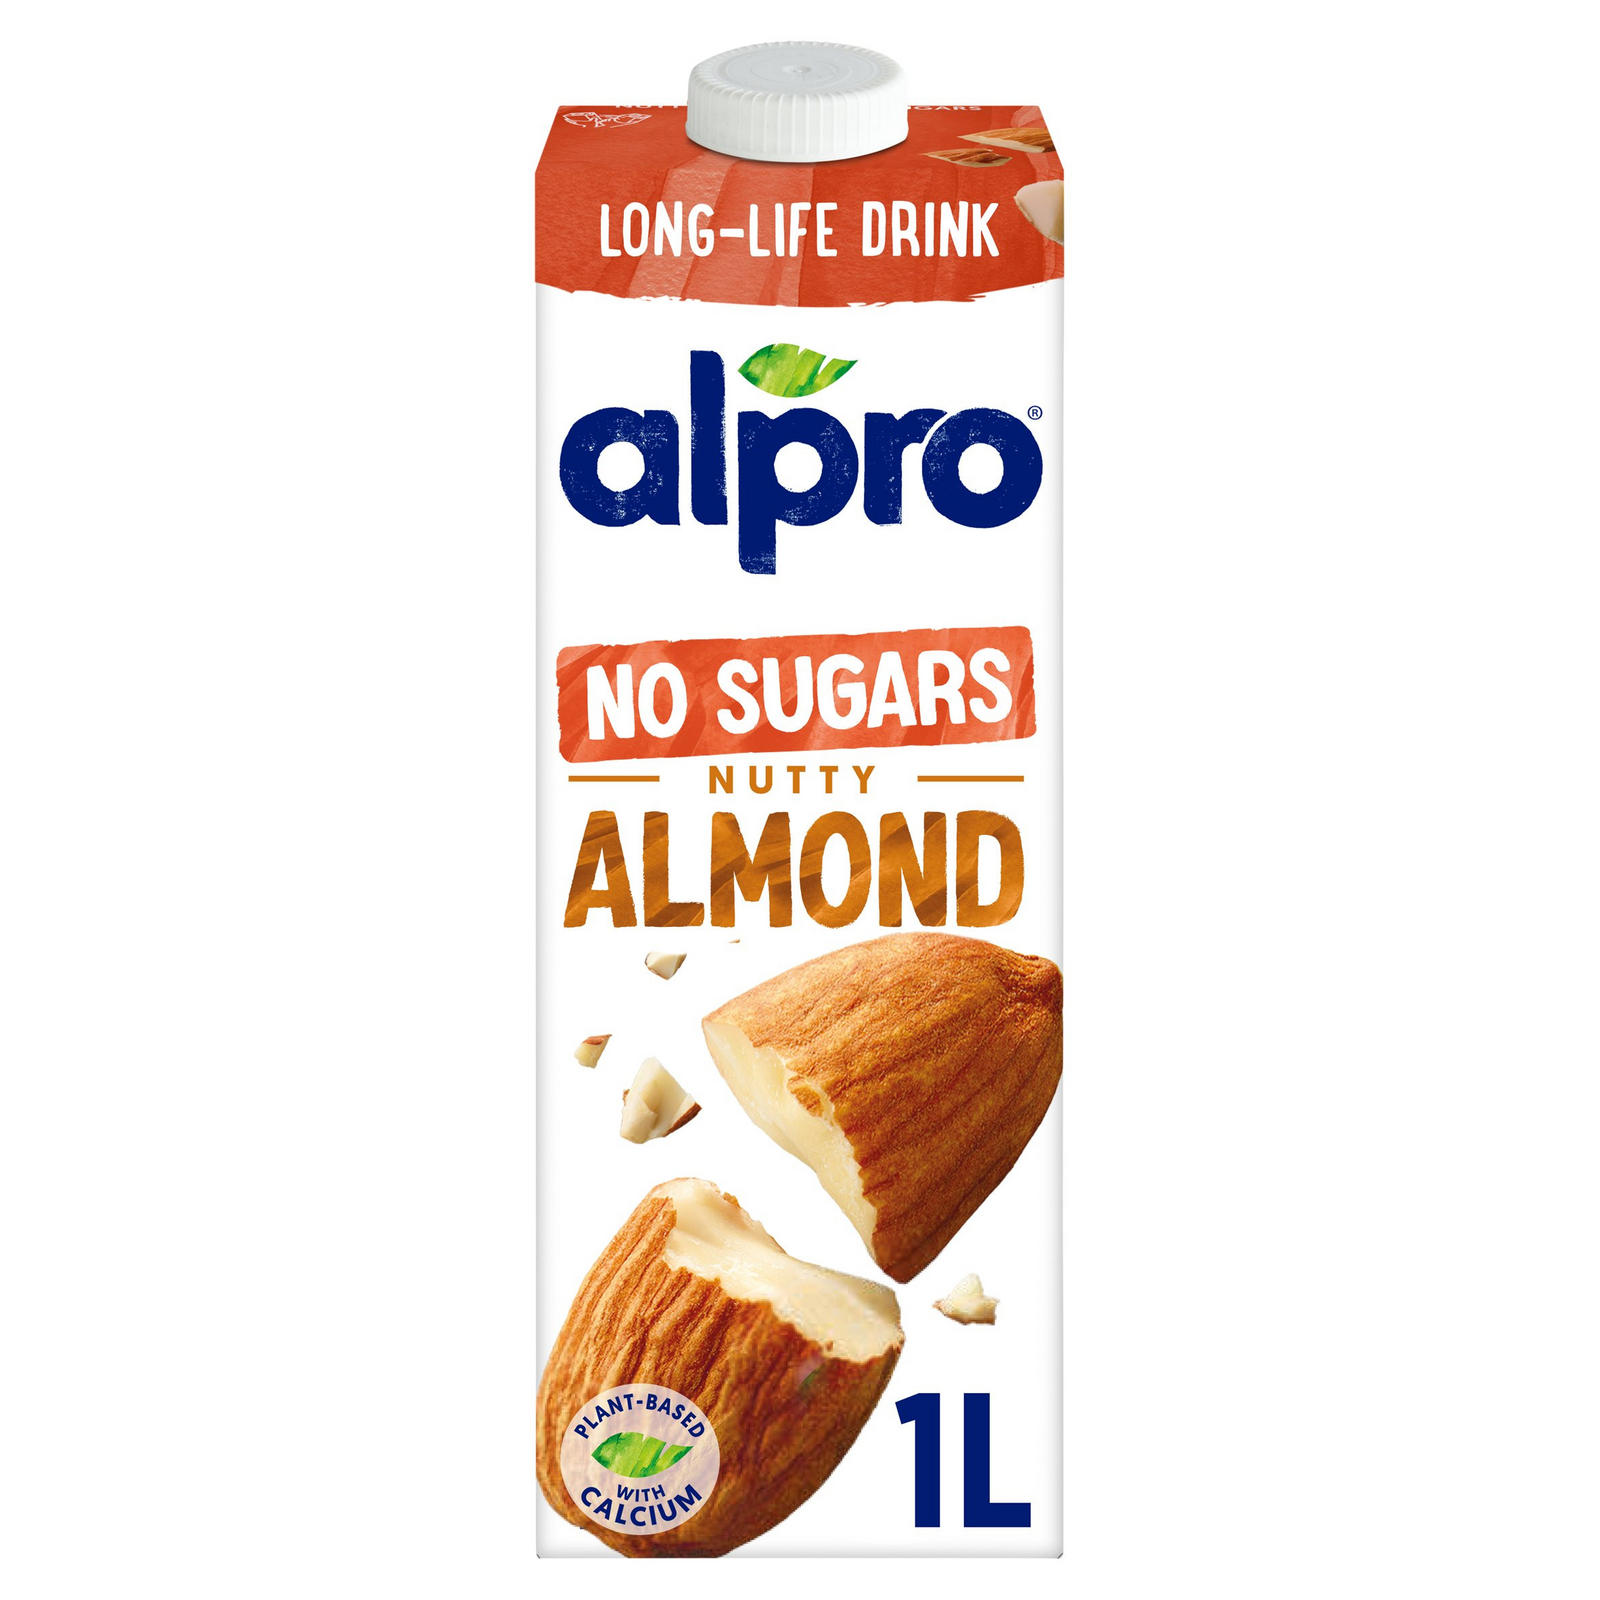 LONG-LIFE DRINK
alpro®
NO SUGARS
NUTTY
ALMOND
PLANT-BASED
WITH
CALCIUM
1L